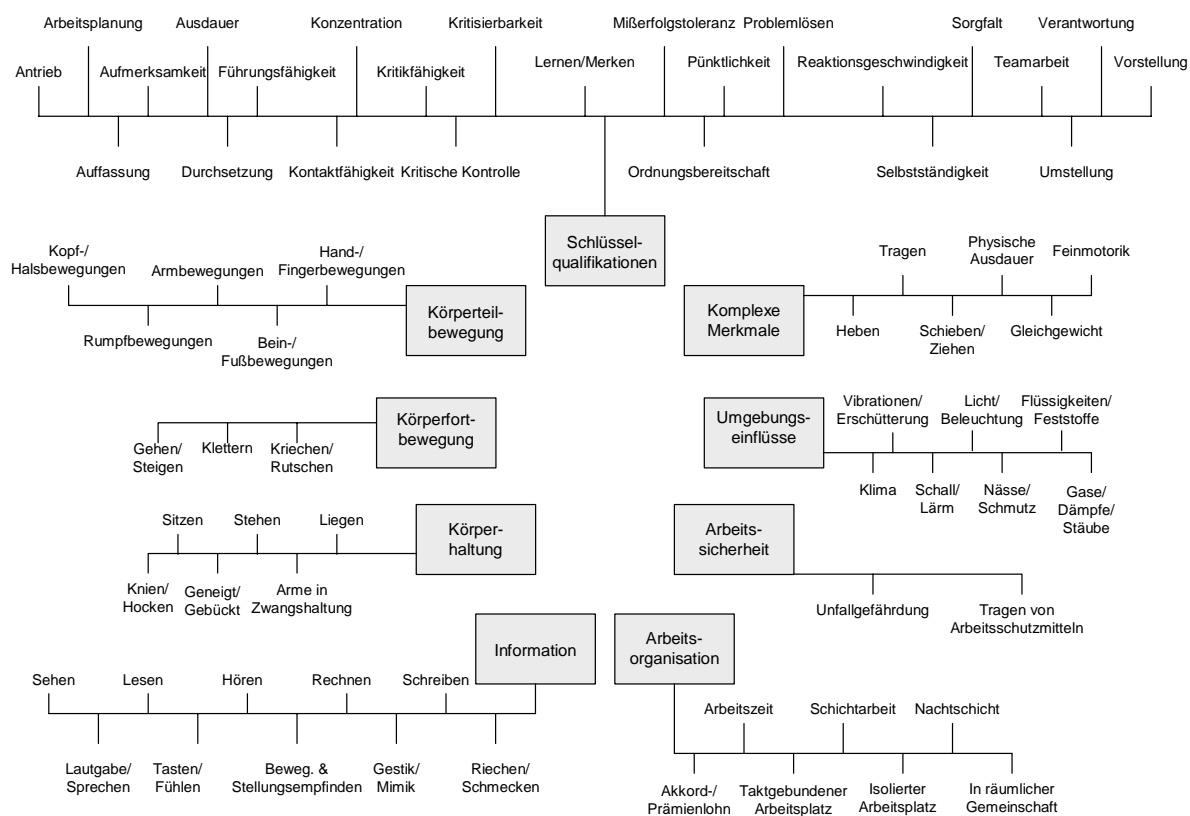 Arbeitsplanung Ausdauer Konzentration Kritisierbarkeit Mißerfolgstoleranz Problemlösen Sorgfalt Verantwortung
Antrieb Aufmerksamkeit Führungsfähigkeit Kritikfähigkeit Lernen/Merken Pünktlichkeit Reaktionsgeschwindigkeit Teamarbeit Vorstellung
Auffassung Durchsetzung Kontaktfähigkeit Kritische Kontrolle Ordnungsbereitschaft Selbstständigkeit Umstellung
Schlüssel-
qualifikationen
Kopf-/
Halsbewegungen
Armbewegungen
Hand-/
Fingerbewegungen
Rumpfbewegungen
Bein-/
Fußbewegungen
Körperteil-
bewegung
Komplexe
Merkmale
Tragen
Physische
Ausdauer
Feinmotorik
Heben
Schieben/
Ziehen
Gleichgewicht
Körperfort-
bewegung
Gehen/
Steigen
Klettern
Kriechen/
Rutschen
Umgebungs-
einflüsse
Vibrationen/
Erschütterung
Licht/
Beleuchtung
Flüssigkeiten/
Feststoffe
Klima
Schall/
Lärm
Nässe/
Schmutz
Gase/
Dämpfe/
Stäube
Körper-
haltung
Sitzen
Stehen
Liegen
Knien/
Hocken
Geneigt/
Gebückt
Arme in
Zwangshaltung
Arbeits-
sicherheit
Unfallgefährdung
Tragen von
Arbeitsschutzmitteln
Information
Sehen
Lesen
Hören
Rechnen
Schreiben
Lautgabe/
Sprechen
Tasten/
Fühlen
Beweg. &
Stellungsempfinden
Gestik/
Mimik
Riechen/
Schmecken
Arbeits-
organisation
Arbeitszeit
Schichtarbeit
Nachtschicht
Akkord-/
Prämienlohn
Taktgebundener
Arbeitsplatz
Isolierter
Arbeitsplatz
In räumlicher
Gemeinschaft